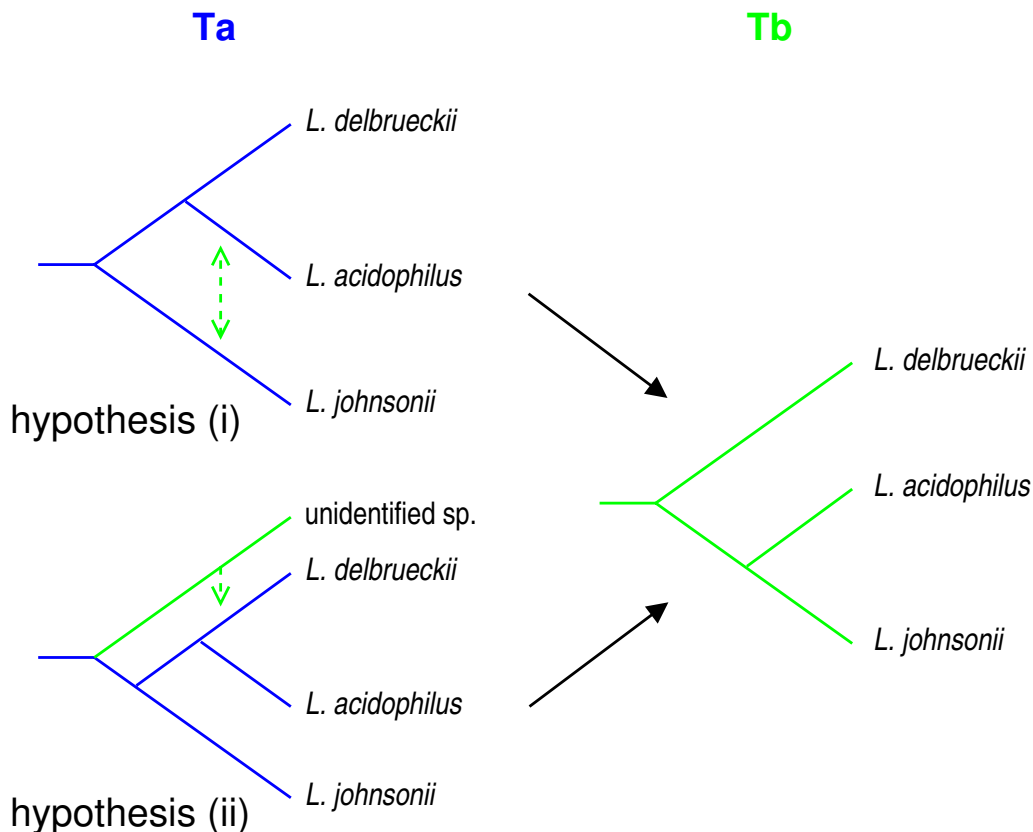 Ta
Tb
L. delbrueckii
L. acidophilus
L. johnsonii
hypothesis (i)
unidentified sp.
L. delbrueckii
L. acidophilus
L. johnsonii
hypothesis (ii)
L. delbrueckii
L. acidophilus
L. johnsonii